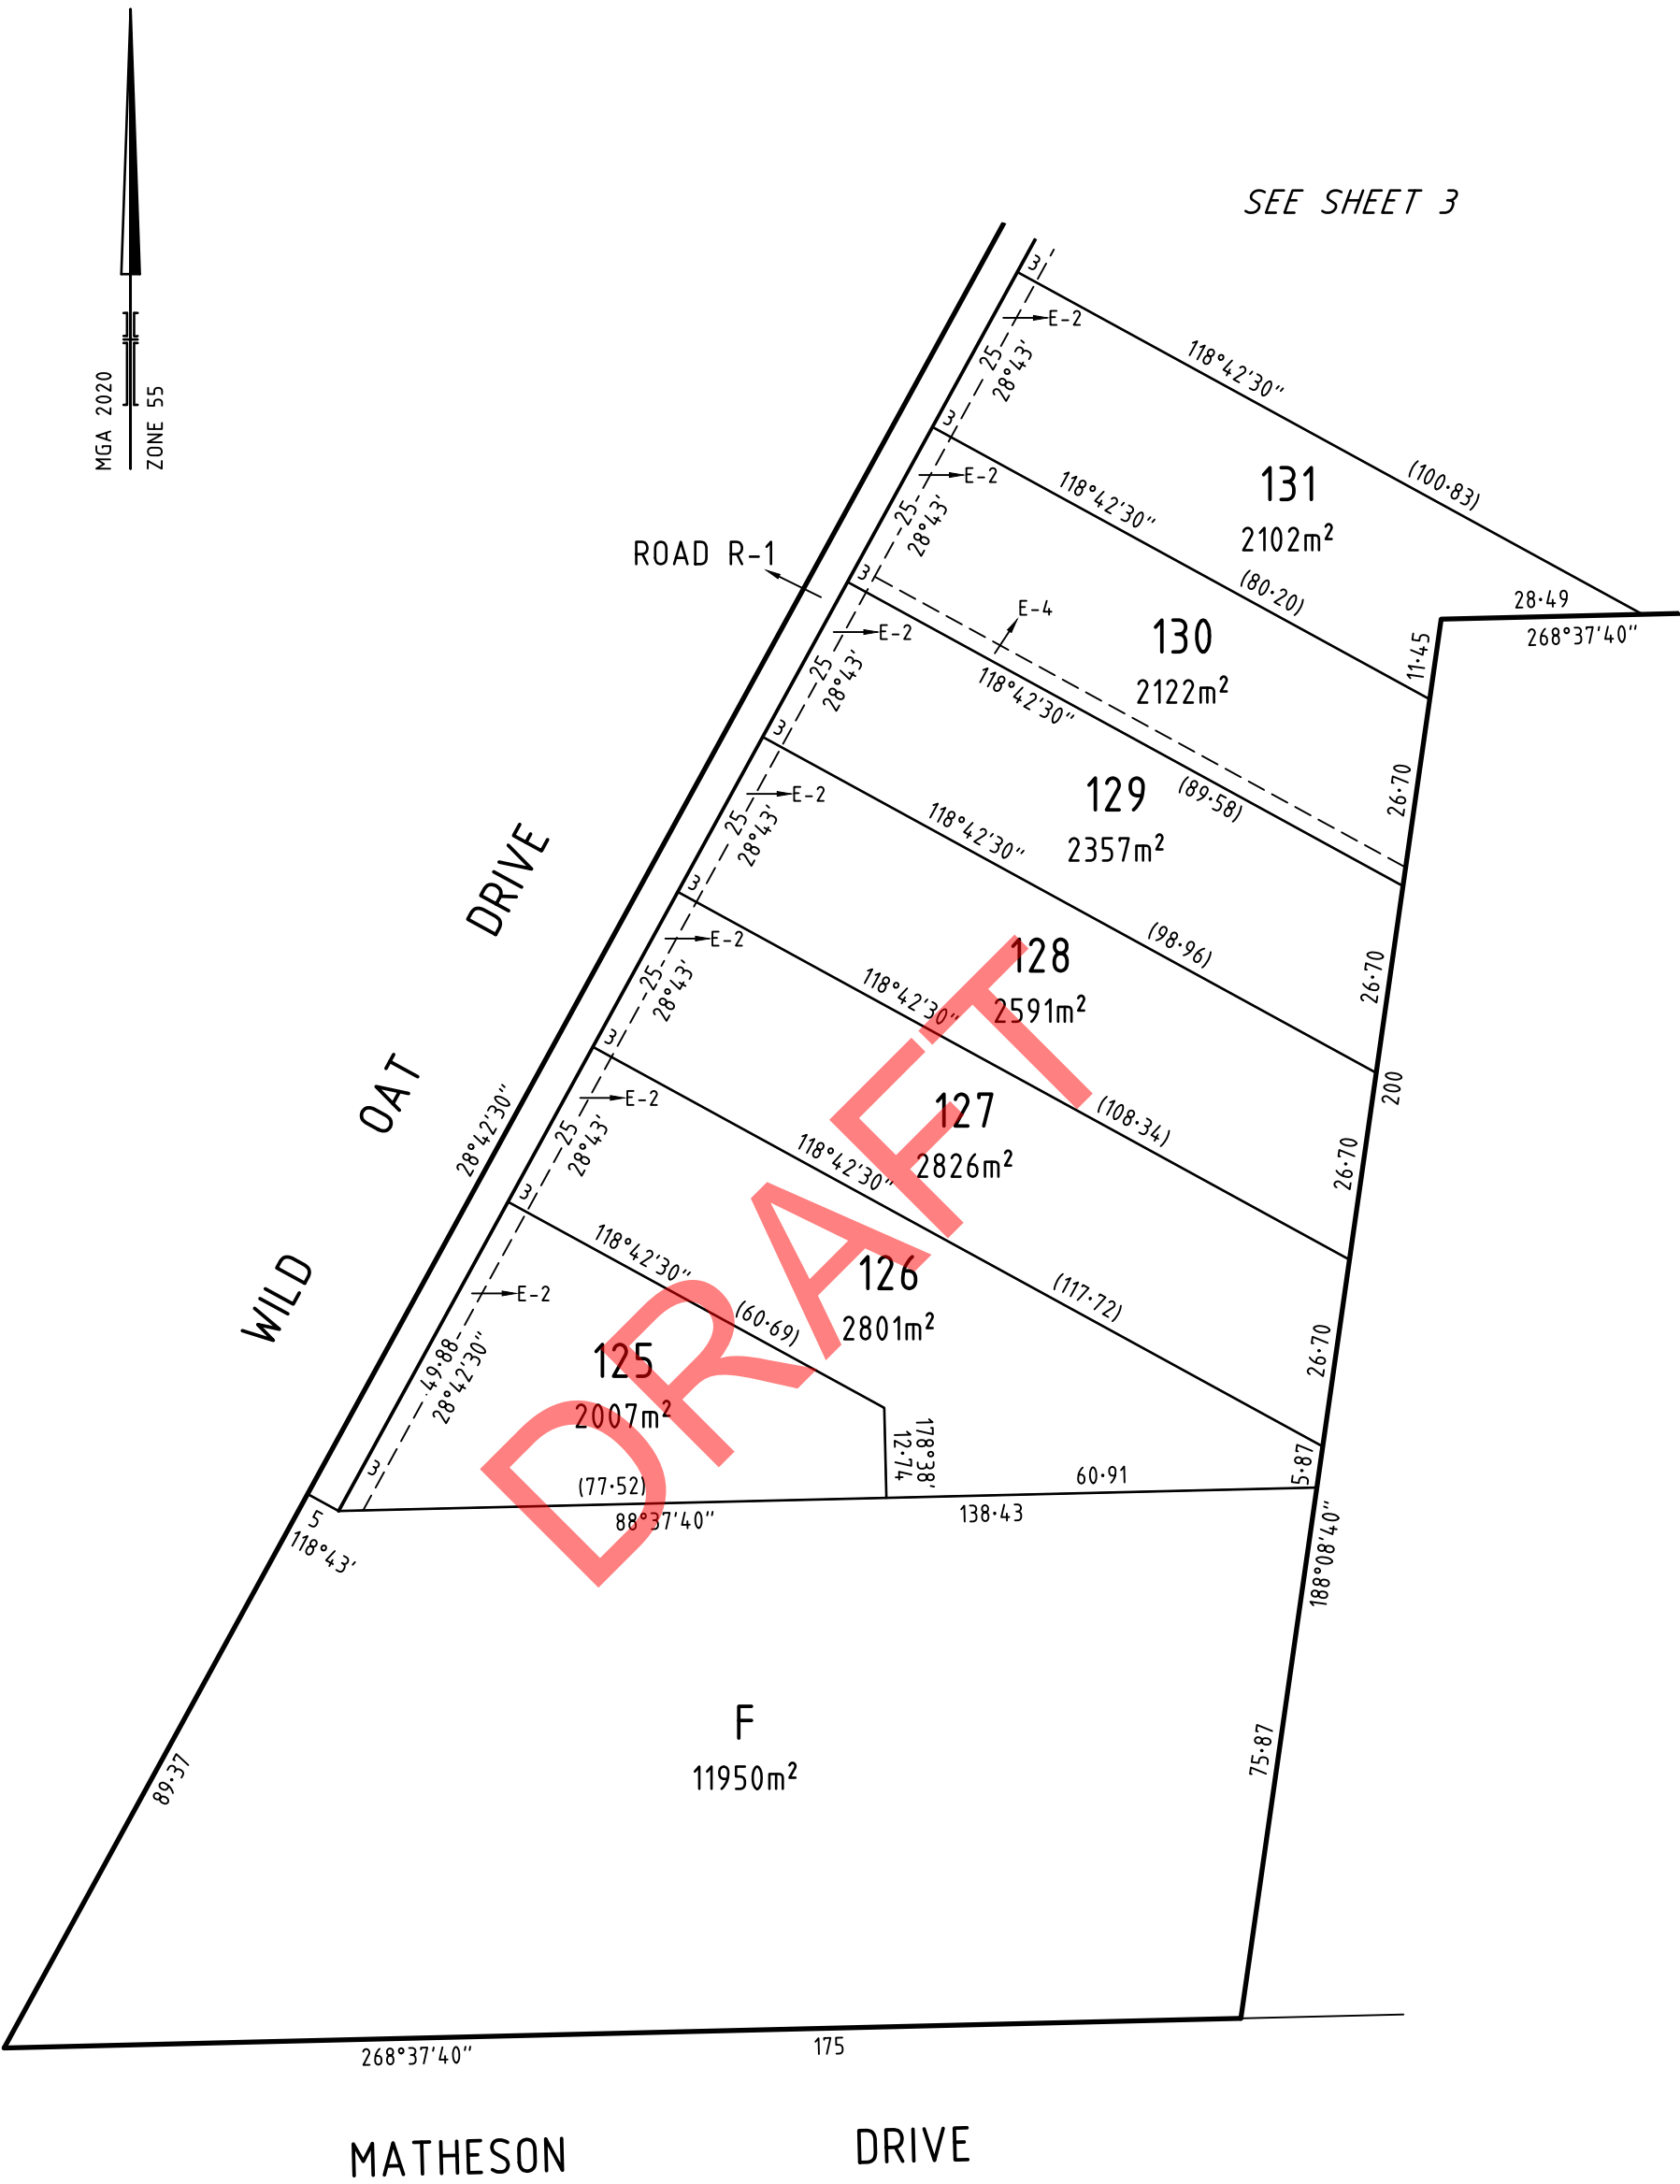 SEE SHEET 3
MGA 2020
ZONE 55
3
E-2
25
28°43'
118°42'30"
(100·83)
131
2102m²
28·49
268°37'40"
11·45
3
E-2
25
28°43'
118°42'30"
(80·20)
ROAD R-1
130
2122m²
E-4
26·70
3
E-2
25
28°43'
118°42'30"
(89·58)
129
2357m²
26·70
3
E-2
25
28°43'
118°42'30"
(98·96)
128
2591m²
200
26·70
3
E-2
25
28°43'
118°42'30"
(108·34)
127
2826m²
26·70
3
E-2
25
28°43'
118°42'30"
(117·72)
126
2801m²
5·87
3
E-2
49·88
28°42'30"
118°42'30"
(60·69)
125
2007m²
178°38'
12·74
60·91
3
(77·52)
88°37'40"
138·43
5
118°43'
188°08'40"
28°42'30"
WILD OAT DRIVE
DRAFT
F
11950m²
89·37
75·87
268°37'40"
175
MATHESON DRIVE